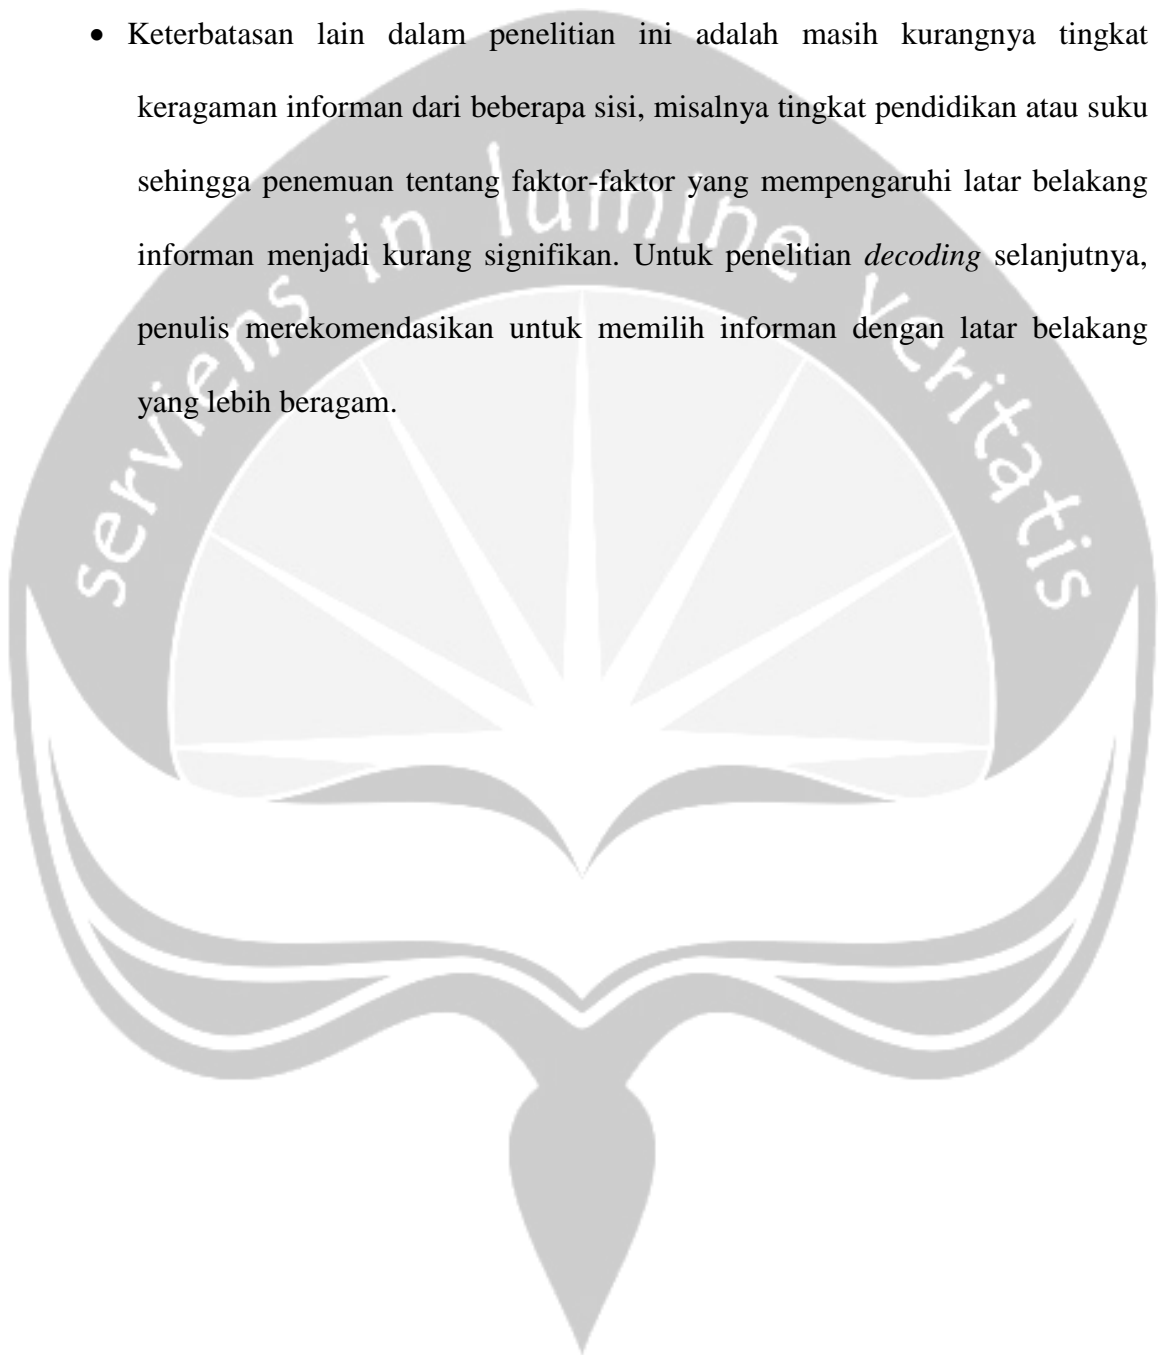 • Keterbatasan lain dalam penelitian ini adalah masih kurangnya tingkat
keragaman informan dari beberapa sisi, misalnya tingkat pendidikan atau suku
sehingga penemuan tentang faktor-faktor yang mempengaruhi latar belakang
informan menjadi kurang signifikan. Untuk penelitian decoding selanjutnya,
penulis merekomendasikan untuk memilih informan dengan latar belakang
yang lebih beragam.
serviens in lumine veritatis